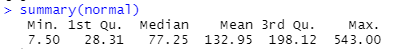 > summary(normal)
Min. 1st Qu. Median Mean 3rd Qu. Max.
7.50 28.31 77.25 132.95 198.12 543.00